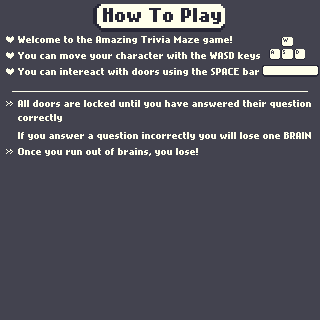 How To Play
Welcome to the Amazing Trivia Maze game!
W
You can move your character with the WASD keys
A S D
You can intereact with doors using the SPACE bar
All doors are locked until you have answered their question
correctly
If you answer a question incorrectly you will lose one BRAIN
Once you run out of brains, you lose!